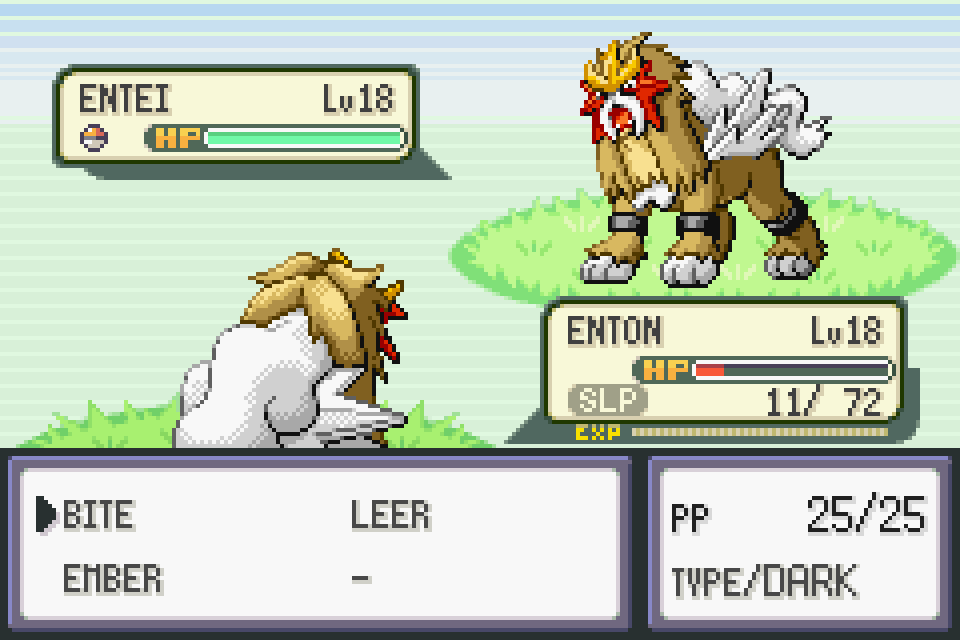 ENTEI Lv18
HP
ENTON Lv18
HP
SLP 11/ 72
EXP
BITE LEER
EMBER -
PP 25/25
TYPE/DARK